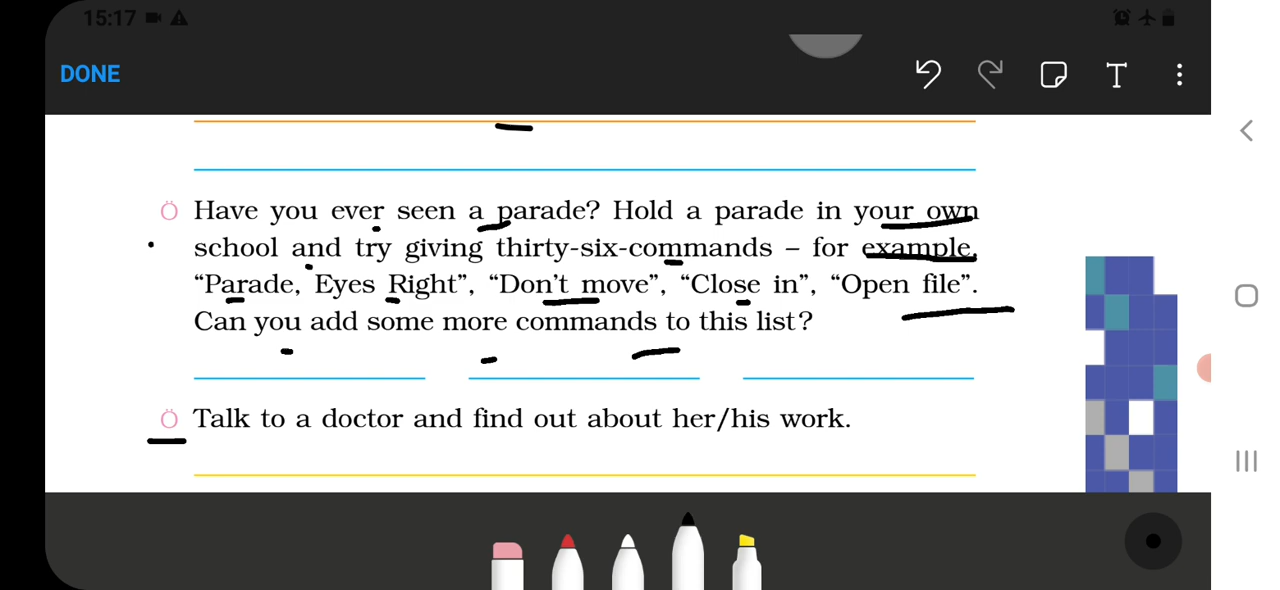 15:17
DONE
T
Ö Have you ever seen a parade? Hold a parade in your own
school and try giving thirty-six-commands – for example,
“Parade, Eyes Right”, “Don’t move”, “Close in”, “Open file”.
Can you add some more commands to this list?
Ö Talk to a doctor and find out about her/his work.